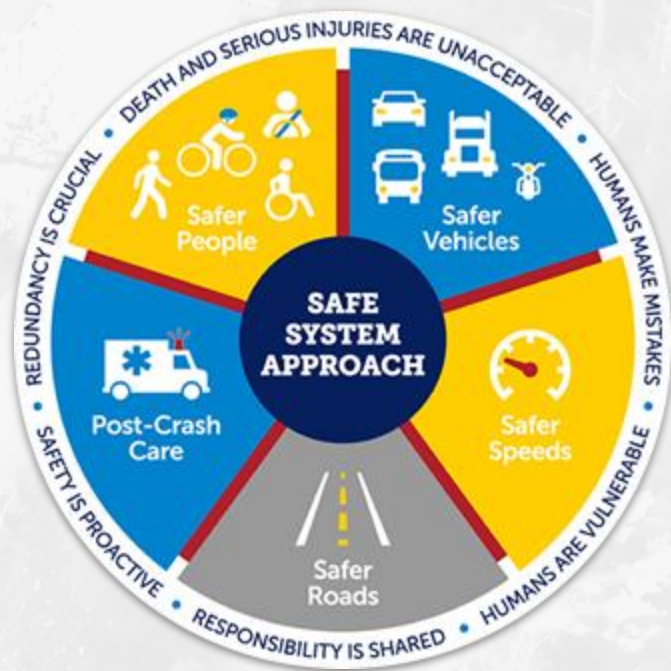 DEATH AND SERIOUS INJURIES ARE UNACCEPTABLE
HUMANS MAKE MISTAKES
HUMANS ARE VULNERABLE
RESPONSIBILITY IS SHARED
SAFETY IS PROACTIVE
REDUNDANCY IS CRUCIAL
Safer
People
Safer
Vehicles
SAFE
SYSTEM
APPROACH
Post-Crash
Care
Safer
Speeds
Safer
Roads